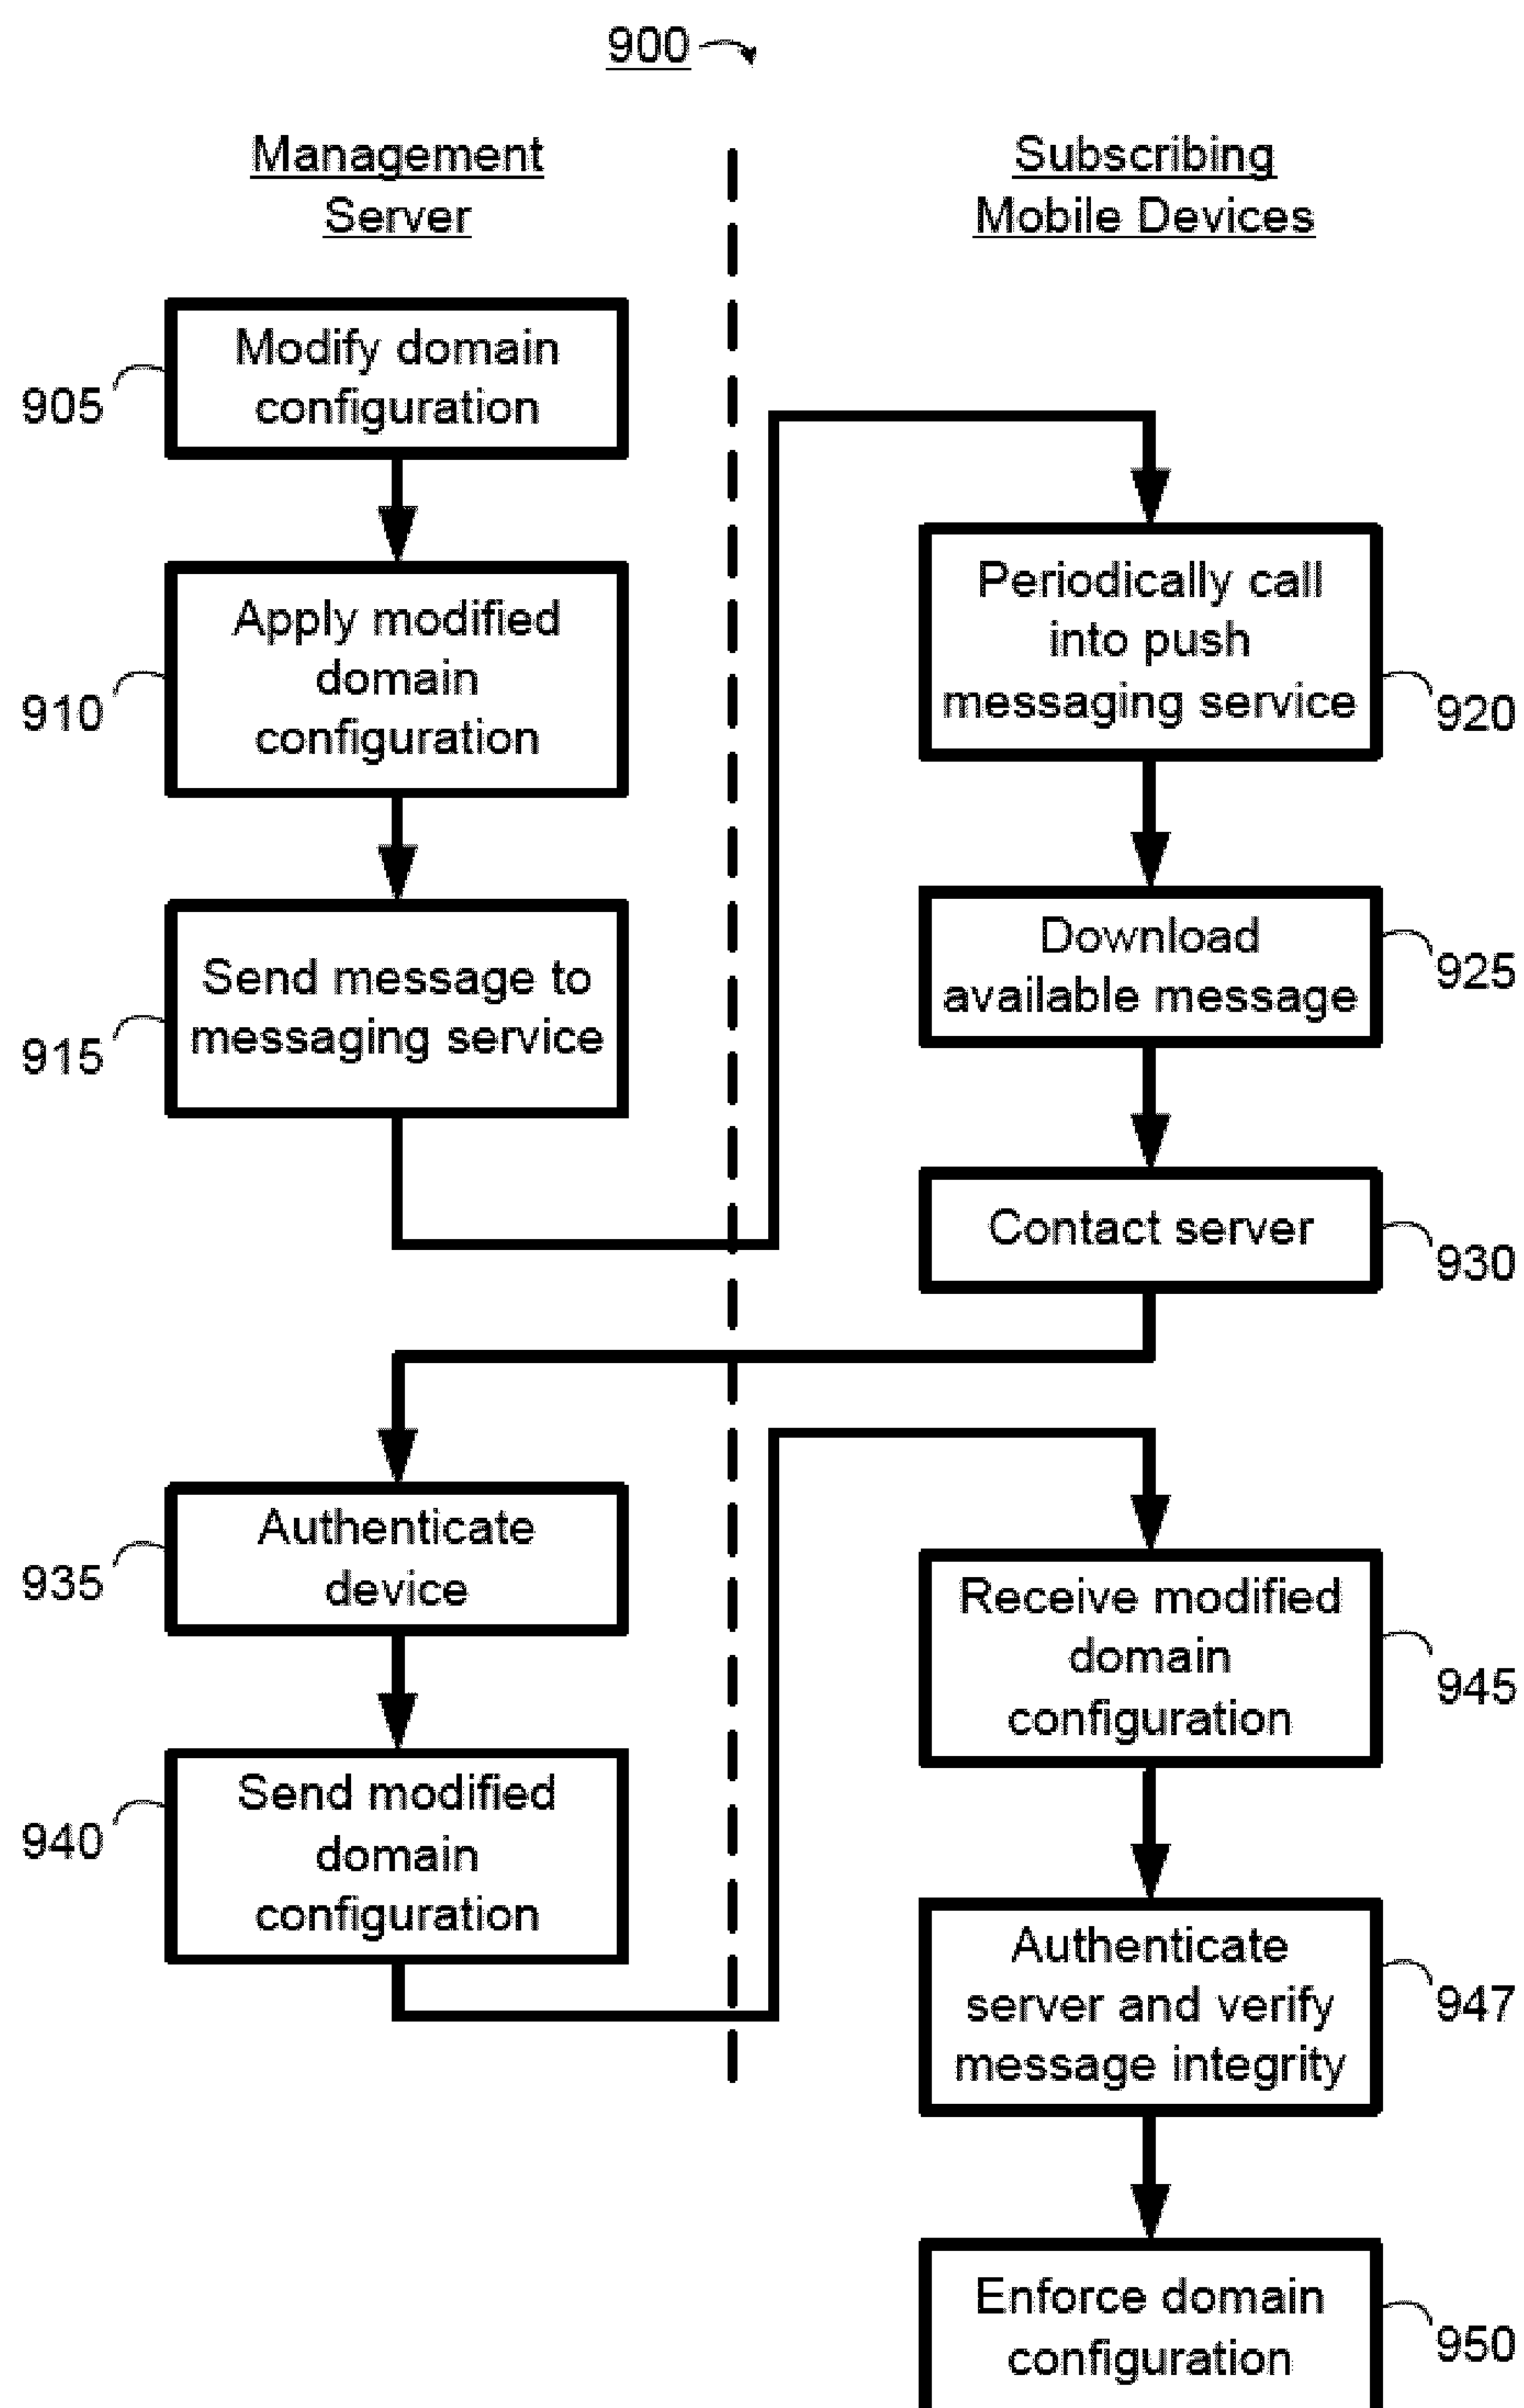 900
Management
Server
Subscribing
Mobile Devices
Modify domain
configuration
905
Apply modified
domain
configuration
910
Send message to
messaging service
915
Periodically call
into push
messaging service
920
Download
available message
925
Contact server
930
Authenticate
device
935
Send modified
domain
configuration
940
Receive modified
domain
configuration
945
Authenticate
server and verify
message integrity
947
Enforce domain
configuration
950